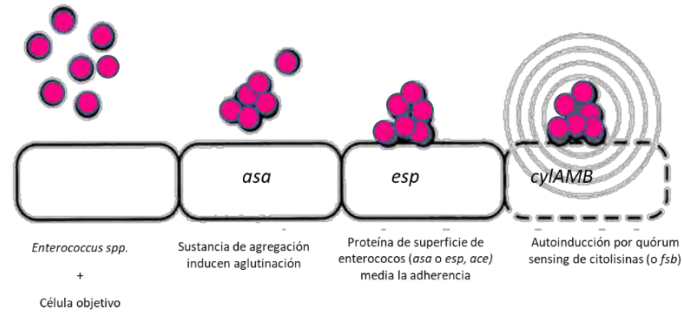 asa
esp
cylAMB
Enterococcus spp.
+
Célula objetivo
Sustancia de agregación
inducen aglutinación
Proteína de superficie de
enterococos (asa o esp, ace)
media la adherencia
Autoinducción por quórum
sensing de citolisinas (o fsb)